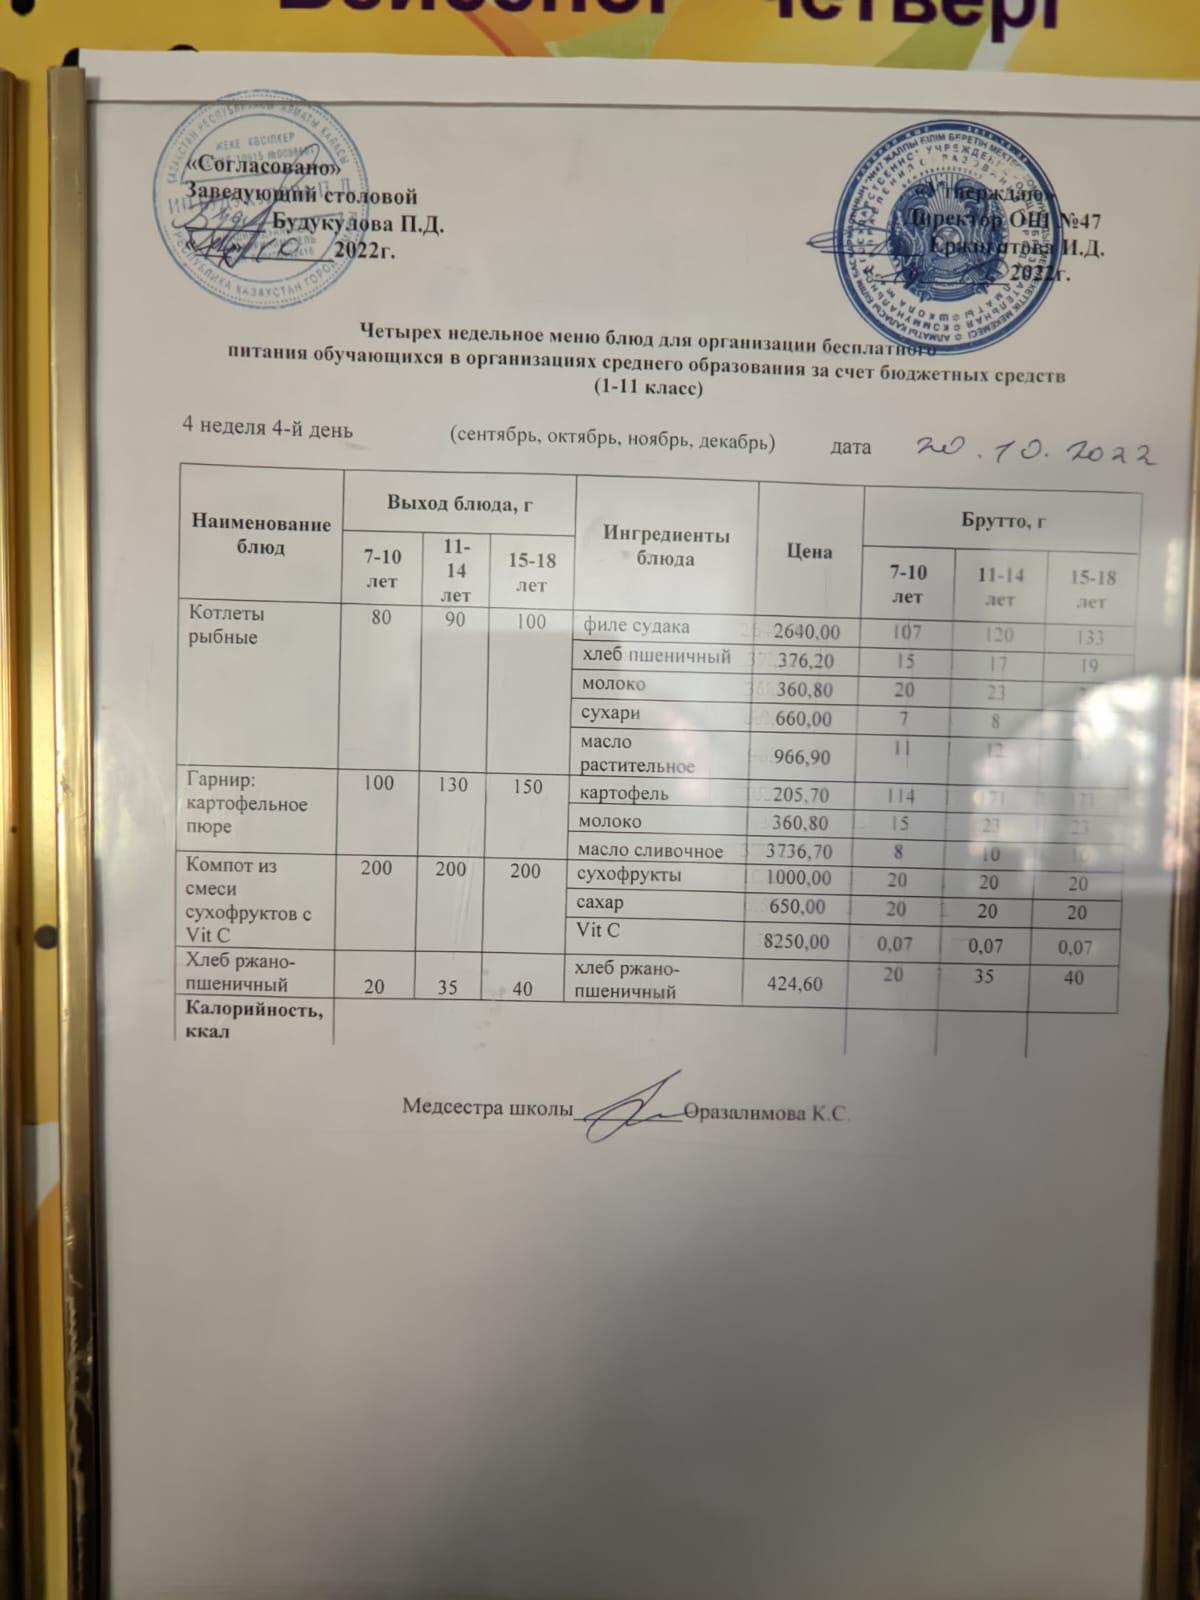 Бейсенбі четверг
«Согласовано»
Заведующий столовой
Будукулова П.Д.
2022г.
«Утверждаю»
Директор ОШ №47
И.Д.
2022г.
Четырех недельное меню блюд для организации бесплатного
питания обучающихся в организациях среднего образования за счет бюджетных средств
(1-11 класс)
4 неделя 4-й день (сентябрь, октябрь, ноябрь, декабрь) дата 20.10.2022
Наименование блюд Выход блюда, г Ингредиенты блюда Цена Брутто, г
7-10 лет 11-14 лет 15-18 лет 7-10 лет 11-14 лет 15-18 лет
Котлеты рыбные 80 90 100 филе судака 2640,00 107 120 133
хлеб пшеничный 376,20 15 17 19
молоко 360,80 20 23
сухари 660,00 7 8
масло растительное 966,90 11 12
Гарнир: картофельное пюре 100 130 150 картофель 205,70 114 171 171
молоко 360,80 15 23 23
масло сливочное 3736,70 8 10 10
Компот из смеси сухофруктов с Vit C 200 200 200 сухофрукты 1000,00 20 20 20
сахар 650,00 20 20 20
Vit C 8250,00 0,07 0,07 0,07
Хлеб ржано-пшеничный 20 35 40 хлеб ржано-пшеничный 424,60 20 35 40
Калорийность, ккал
Медсестра школы Оразалимова К.С.